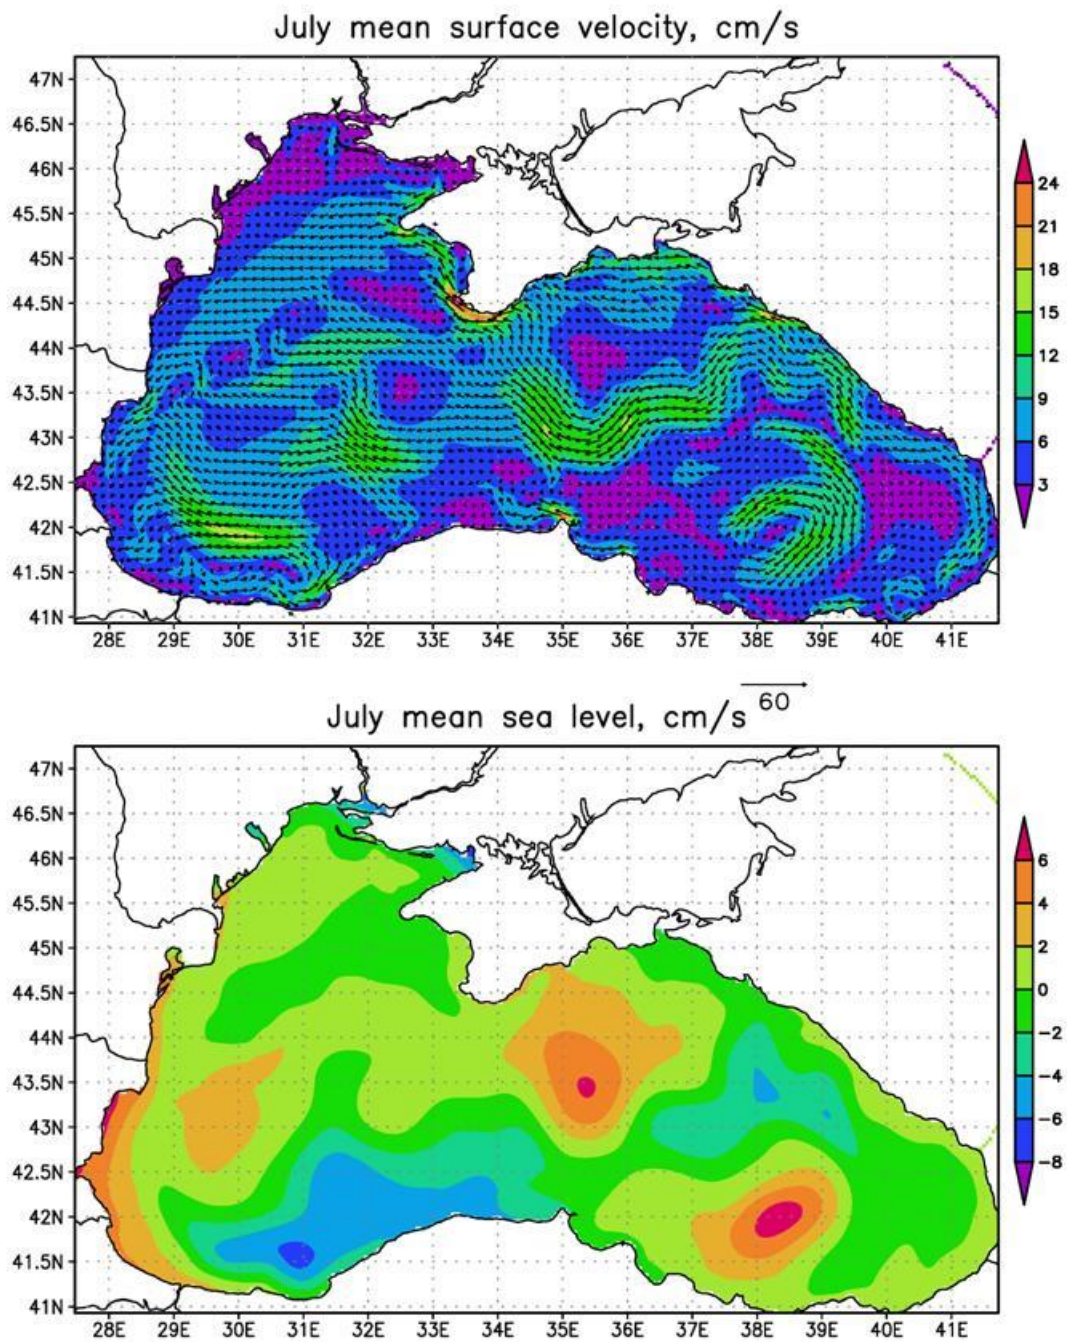 July mean surface velocity, cm/s
47N
46.5N
46N
45.5N
45N
44.5N
44N
43.5N
43N
42.5N
42N
41.5N
41N
28E 29E 30E 31E 32E 33E 34E 35E 36E 37E 38E 39E 40E 41E
24
21
18
15
12
9
6
3
60
July mean sea level, cm/s
47N
46.5N
46N
45.5N
45N
44.5N
44N
43.5N
43N
42.5N
42N
41.5N
41N
28E 29E 30E 31E 32E 33E 34E 35E 36E 37E 38E 39E 40E 41E
6
4
2
0
-2
-4
-6
-8